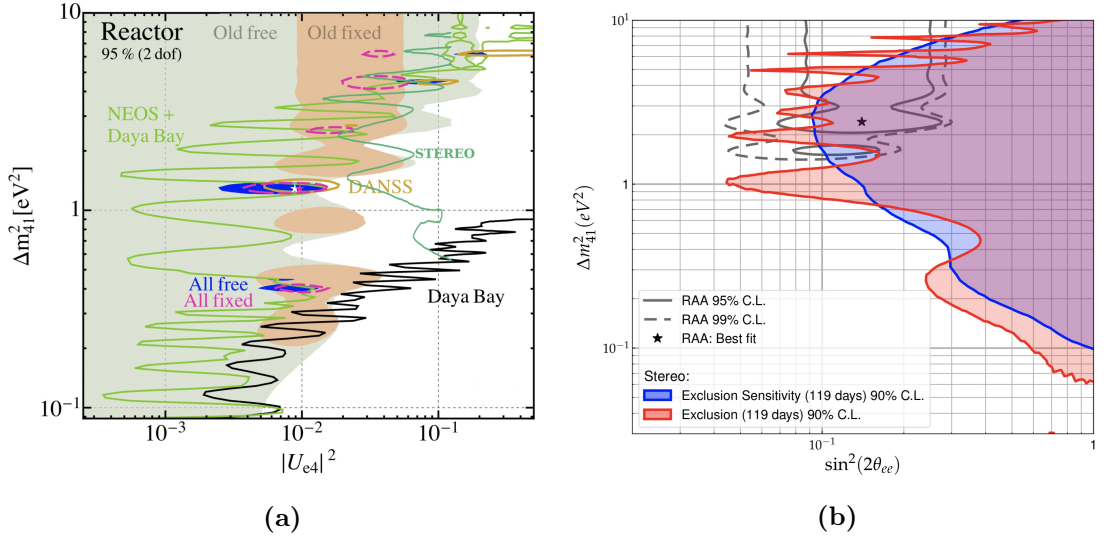 Reactor
95 % (2 dof)
Old free
Old fixed
NEOS +
Daya Bay
STEREO
DANSS
All free
All fixed
Daya Bay
10
1
10⁻¹
Δm²₄₁[eV²]
10⁻³
10⁻²
10⁻¹
|Uₑ₄|²
(a)
10¹
1
10⁻¹
Δm²₄₁(eV²)
RAA 95% C.L.
RAA 99% C.L.
RAA: Best fit
Stereo:
Exclusion Sensitivity (119 days) 90% C.L.
Exclusion (119 days) 90% C.L.
10⁻¹
1
sin²(2θₑₑ)
(b)